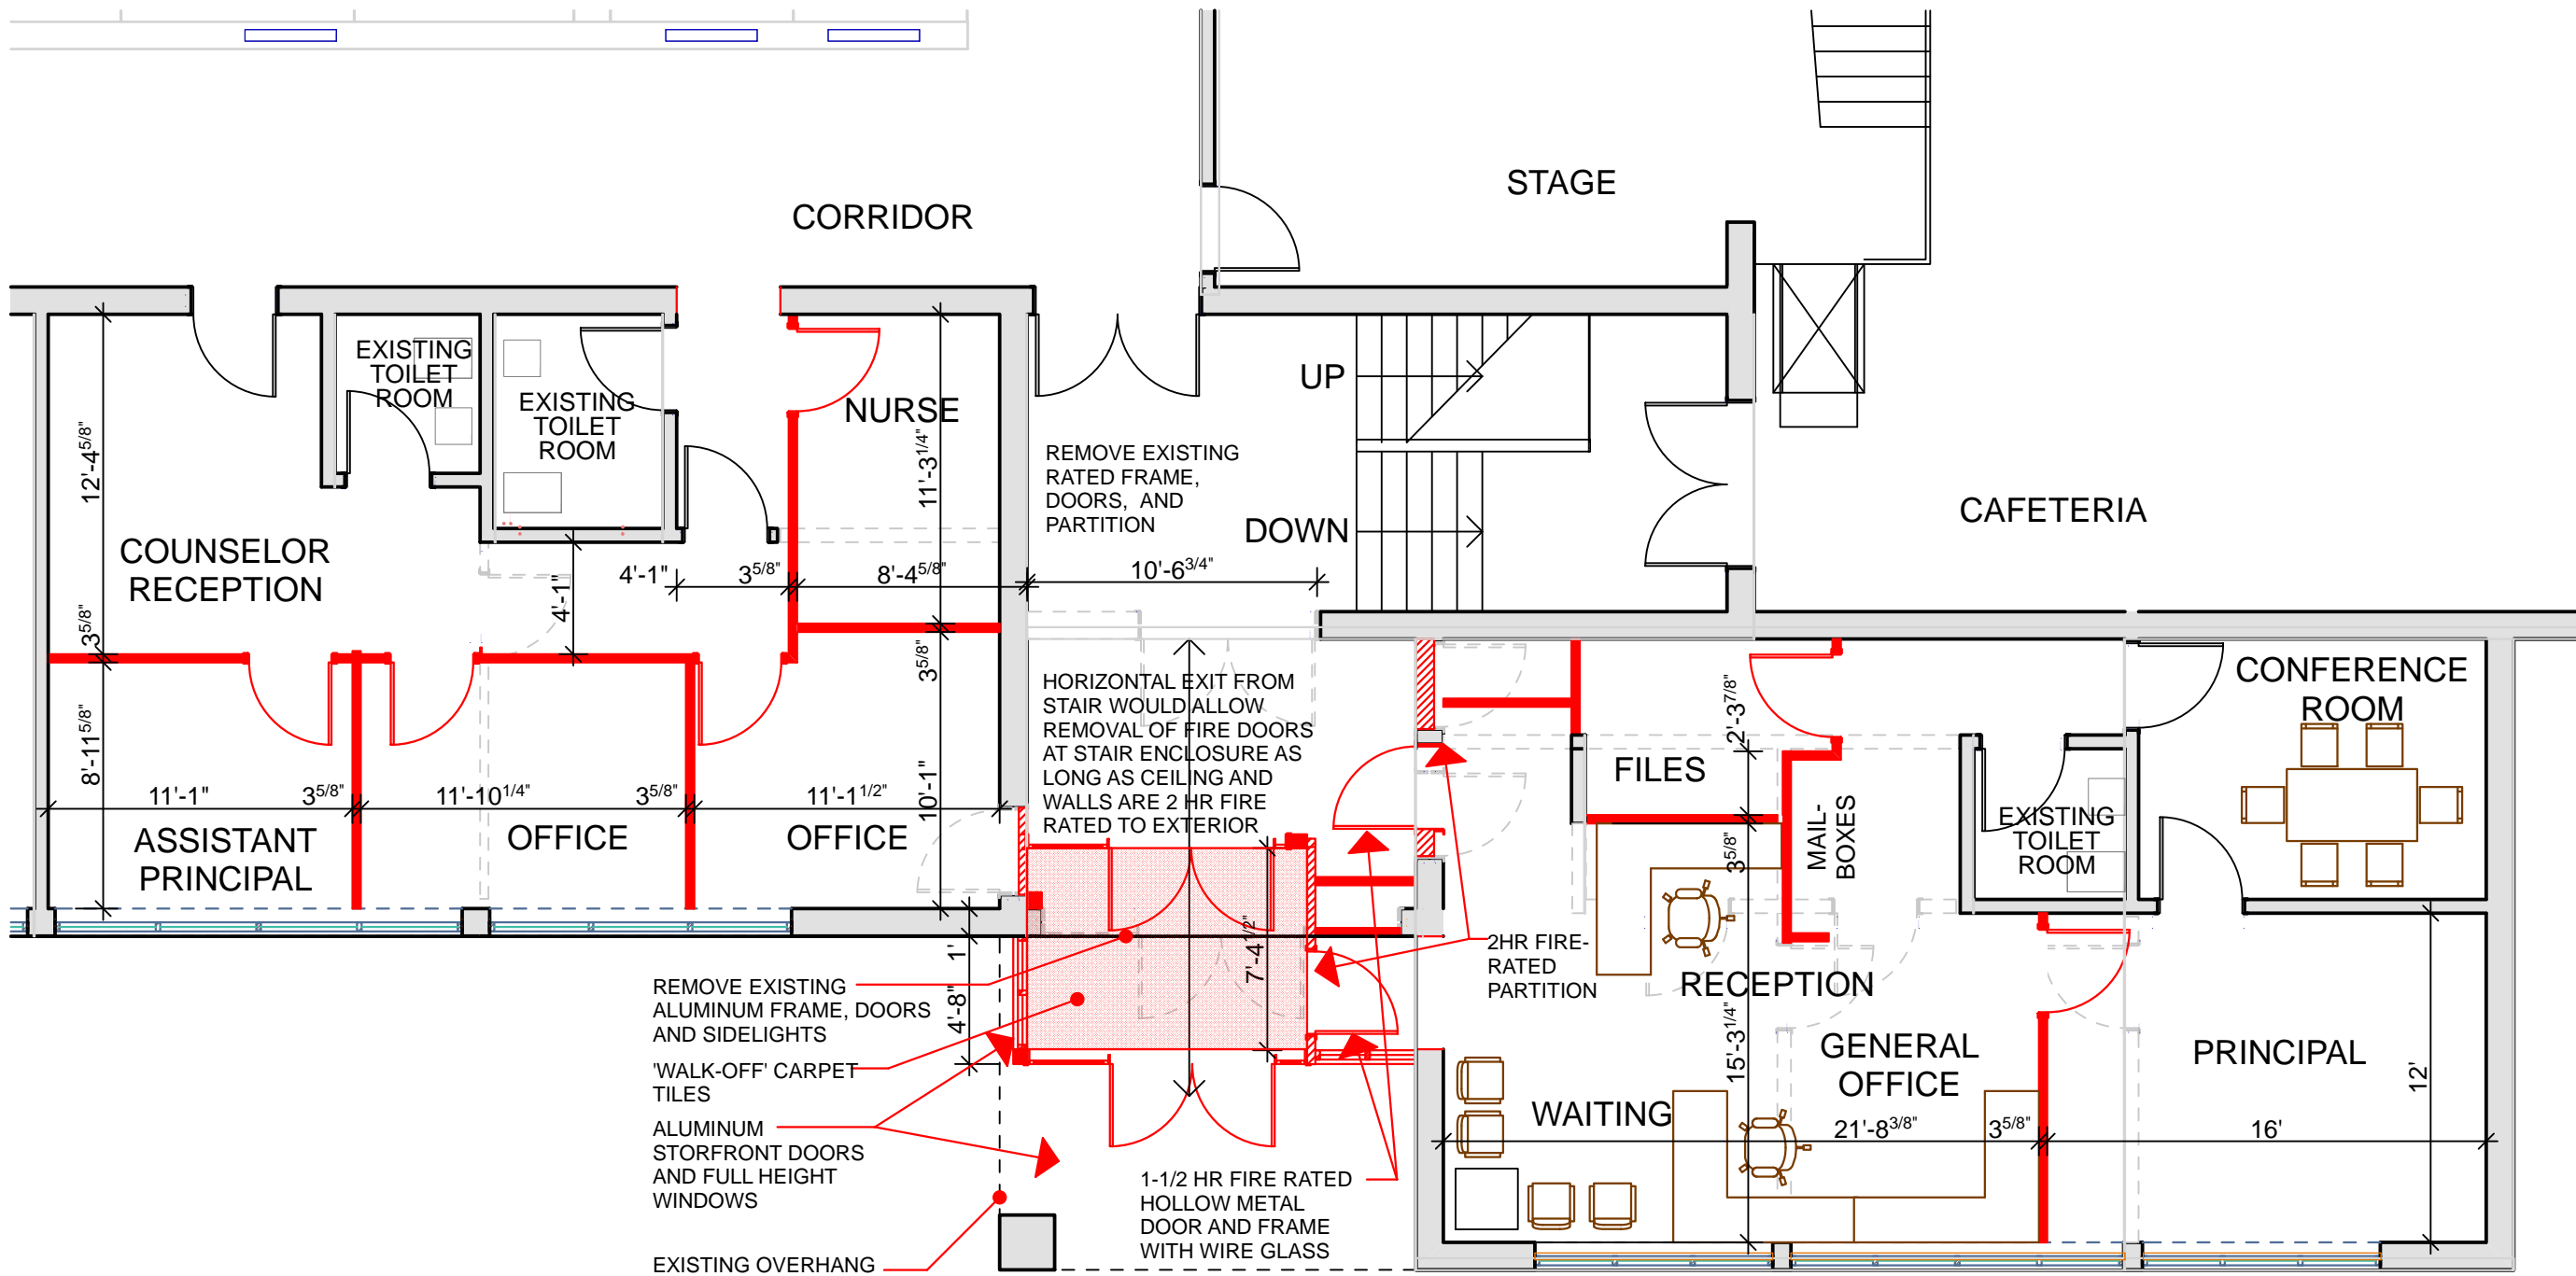 STAGE
CORRIDOR
EXISTING
TOILET
ROOM
EXISTING
TOILET
ROOM
NURSE
UP
12'-4 5/8"
11'-3 1/4"
REMOVE EXISTING
RATED FRAME,
DOORS, AND
PARTITION
DOWN
CAFETERIA
COUNSELOR
RECEPTION
4'-1"
4'-1"
3 5/8"
8'-4 5/8"
10'-6 3/4"
3 5/8"
3 5/8"
HORIZONTAL EXIT FROM
STAIR WOULD ALLOW
REMOVAL OF FIRE DOORS
AT STAIR ENCLOSURE AS
LONG AS CEILING AND
WALLS ARE 2 HR FIRE
RATED TO EXTERIOR
2'-3 7/8"
CONFERENCE
ROOM
8'-11 5/8"
11'-1"
3 5/8"
11'-10 1/4"
3 5/8"
11'-1 1/2"
10'-1"
FILES
MAIL-
BOXES
EXISTING
TOILET
ROOM
ASSISTANT
PRINCIPAL
OFFICE
OFFICE
3 5/8"
1'
4'-8"
7'-4 1/2"
2HR FIRE-
RATED
PARTITION
RECEPTION
REMOVE EXISTING
ALUMINUM FRAME, DOORS
AND SIDELIGHTS
'WALK-OFF' CARPET
TILES
ALUMINUM
STORFRONT DOORS
AND FULL HEIGHT
WINDOWS
EXISTING OVERHANG
15'-3 1/4"
GENERAL
OFFICE
PRINCIPAL
12'
WAITING
21'-8 3/8"
3 5/8"
16'
1-1/2 HR FIRE RATED
HOLLOW METAL
DOOR AND FRAME
WITH WIRE GLASS